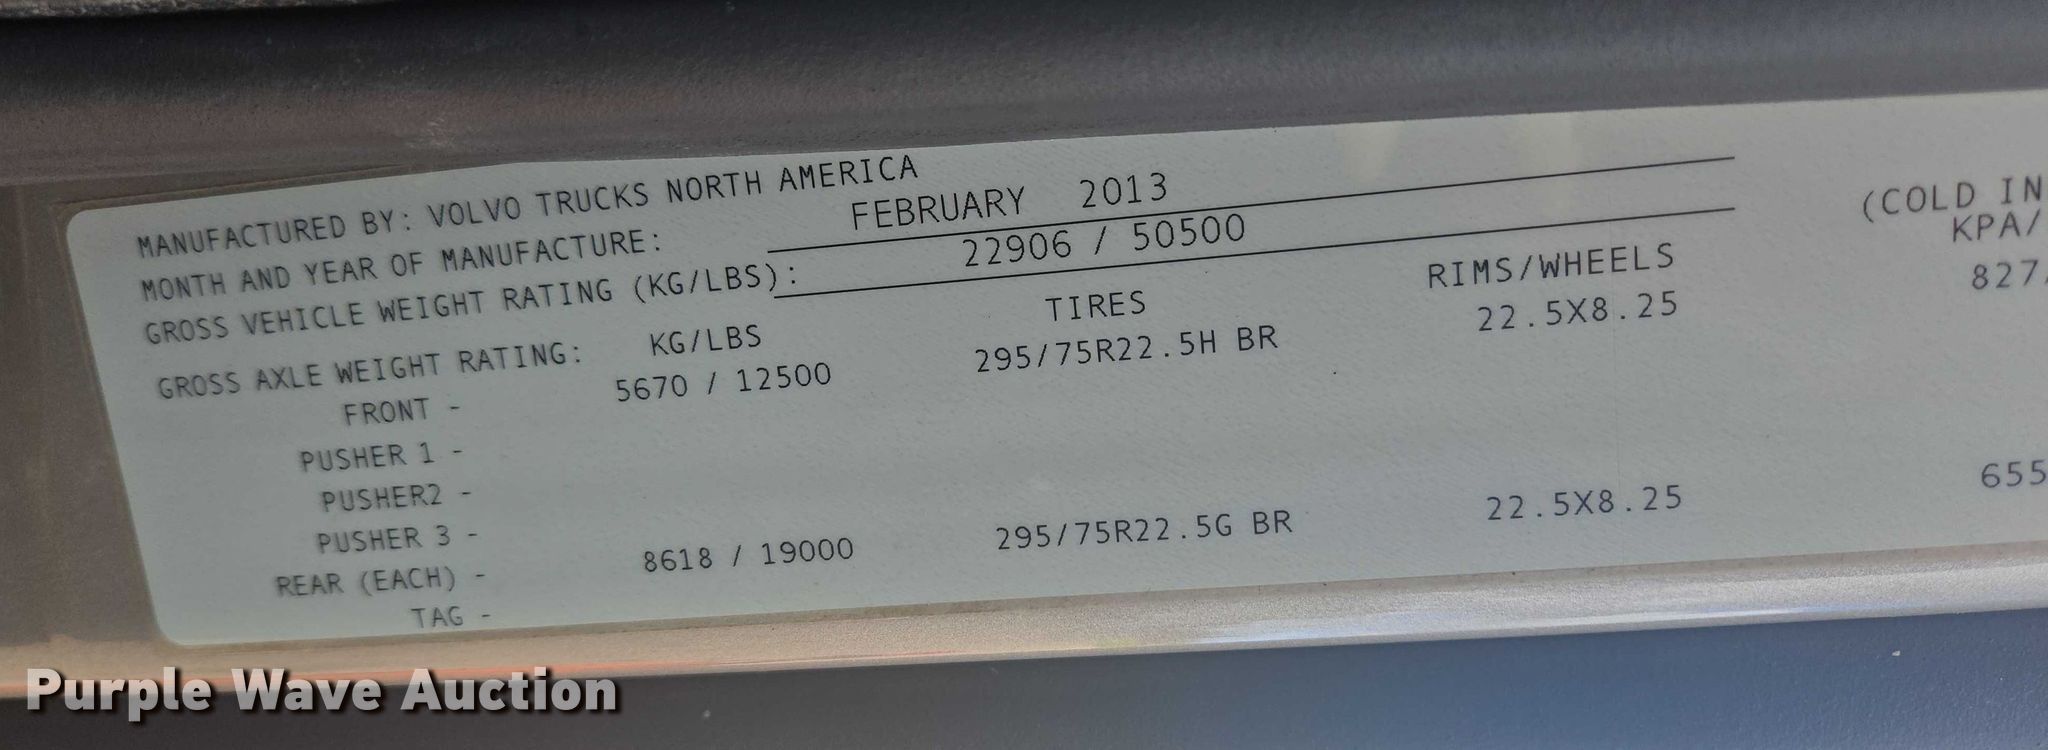 MANUFACTURED BY: VOLVO TRUCKS NORTH AMERICA
MONTH AND YEAR OF MANUFACTURE: FEBRUARY 2013
GROSS VEHICLE WEIGHT RATING (KG/LBS): 22906 / 50500
(COLD IN
GROSS AXLE WEIGHT RATING: KG/LBS TIRES RIMS/WHEELS KPA/
FRONT - 5670 / 12500 295/75R22.5H BR 22.5X8.25 827/
PUSHER 1 -
PUSHER2 -
PUSHER 3 -
REAR (EACH) - 8618 / 19000 295/75R22.5G BR 22.5X8.25 655
TAG -
Purple Wave Auction